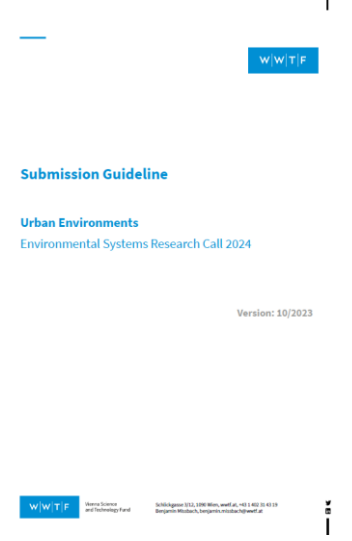 W|W|T|F
Submission Guideline
Urban Environments
Environmental Systems Research Call 2024
Version: 10/2023
W|W|T|F
Vienna Science
and Technology Fund
Schlickgasse 3/12, 1090 Wien, wwtf.at, +43 1 402 31 43 19
Benjamin Missbach, benjamin.missbach@wwtf.at